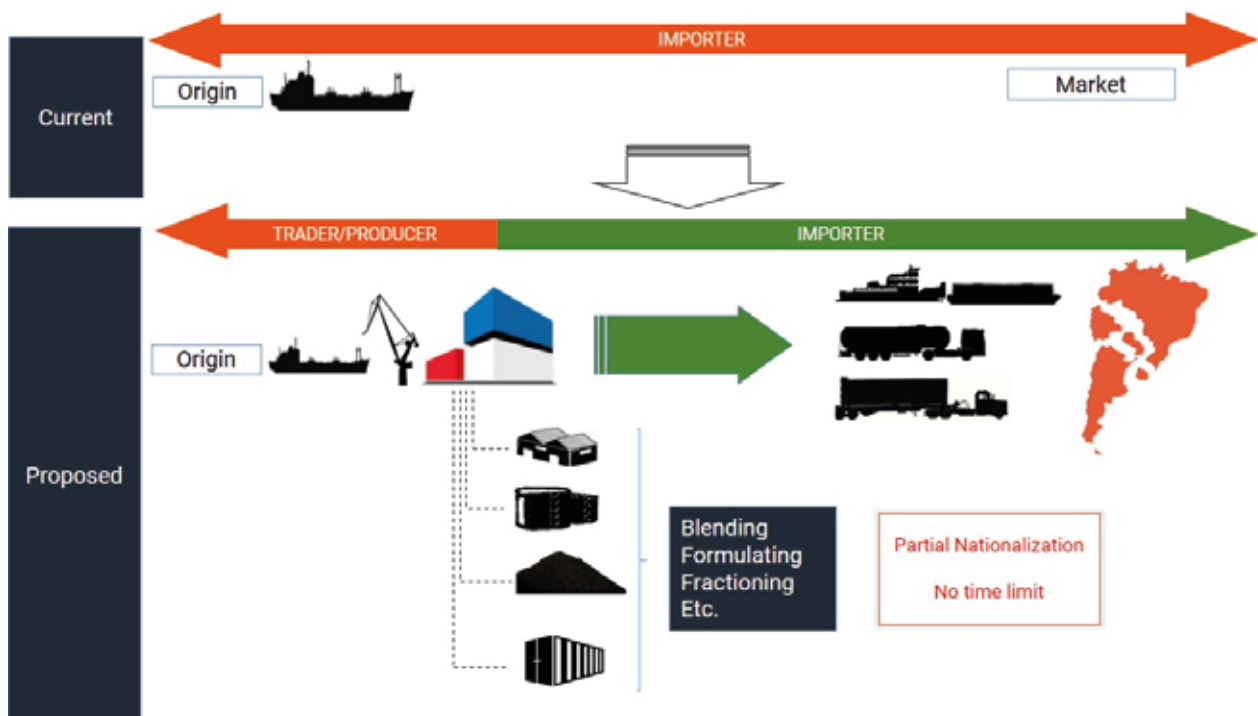 IMPORTER
Origin
Market
Current
TRADER/PRODUCER
IMPORTER
Origin
Proposed
Blending
Formulating
Fractioning
Etc.
Partial Nationalization
No time limit